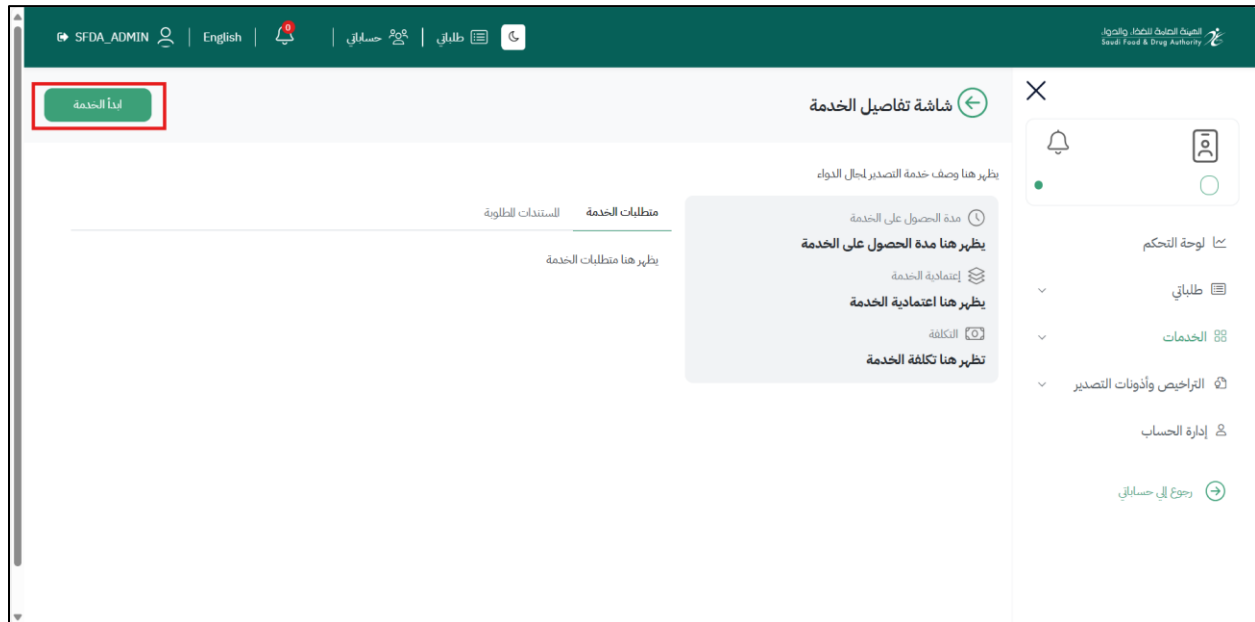 الهيئة العامة للغذاء والدواء
Saudi Food & Drug Authority
طلباتي | حساباتي | 0 | English | SFDA_ADMIN
شاشة تفاصيل الخدمة
ابدأ الخدمة
يظهر هنا وصف خدمة التصدير لمجال الدواء
مدة الحصول على الخدمة
يظهر هنا مدة الحصول على الخدمة
إعتمادية الخدمة
يظهر هنا اعتمادية الخدمة
التكلفة
تظهر هنا تكلفة الخدمة
متطلبات الخدمة المستندات المطلوبة
يظهر هنا متطلبات الخدمة
لوحة التحكم
طلباتي
الخدمات
التراخيص وأذونات التصدير
إدارة الحساب
رجوع إلي حساباتي